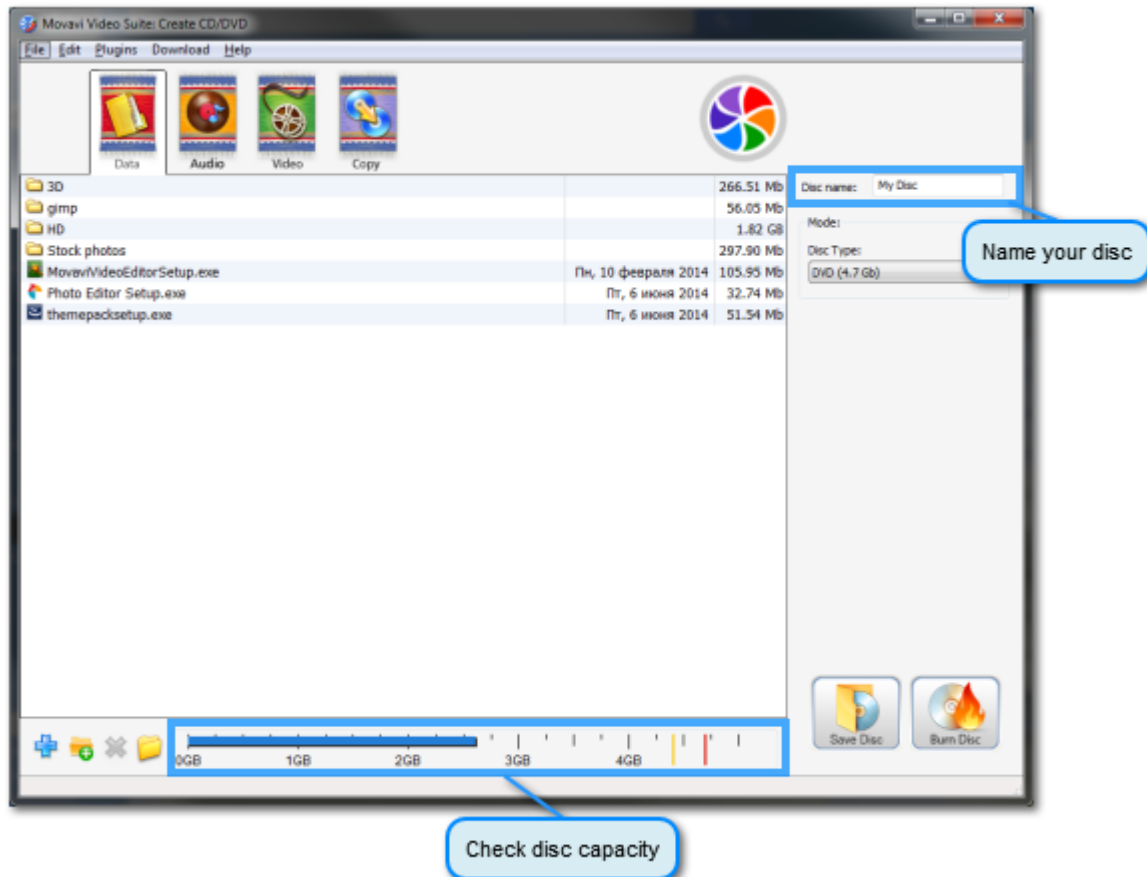 Movavi Video Suite: Create CD/DVD
File Edit Plugins Download Help
Data Audio Video Copy
3D 266.51 Mb
gimp 56.05 Mb
HD 1.82 GB
Stock photos 297.90 Mb
MovaviVideoEditorSetup.exe Пн, 10 февраля 2014 105.95 Mb
Photo Editor Setup.exe Пт, 6 июня 2014 32.74 Mb
themepacksetup.exe Пт, 6 июня 2014 51.54 Mb
Disc name: My Disc
Name your disc
Mode:
Disc Type:
DVD (4.7 Gb)
Save Disc Burn Disc
0GB 1GB 2GB 3GB 4GB
Check disc capacity